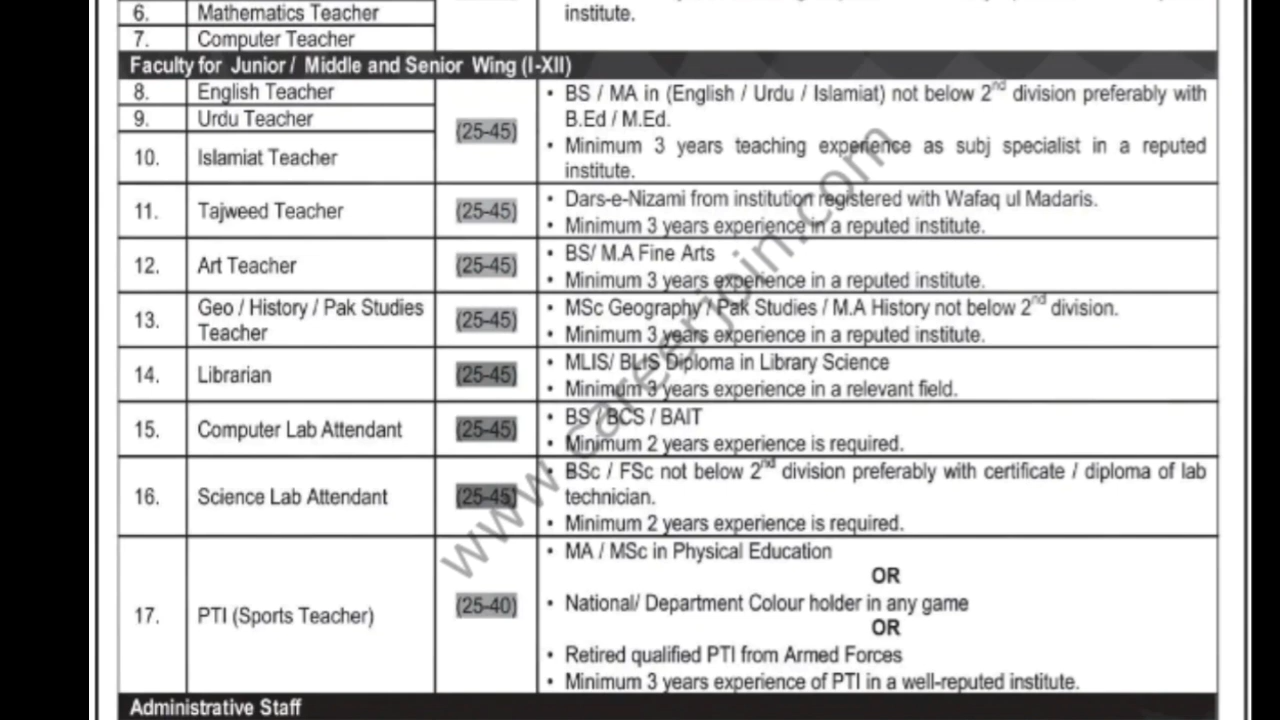 6. Mathematics Teacher
institute.
7. Computer Teacher
Faculty for Junior / Middle and Senior Wing (I-XII)
8. English Teacher
9. Urdu Teacher
10. Islamiat Teacher
(25-45)
• BS / MA in (English / Urdu / Islamiat) not below 2nd division preferably with
B.Ed / M.Ed.
• Minimum 3 years teaching experience as subj specialist in a reputed
institute.
11. Tajweed Teacher (25-45)
• Dars-e-Nizami from institution registered with Wafaq ul Madaris.
• Minimum 3 years experience in a reputed institute.
12. Art Teacher (25-45)
• BS/ M.A Fine Arts
• Minimum 3 years experience in a reputed institute.
13. Geo / History / Pak Studies
Teacher
(25-45)
• MSc Geography / Pak Studies / M.A History not below 2nd division.
• Minimum 3 years experience in a reputed institute.
14. Librarian (25-45)
• MLIS/ BLIS Diploma in Library Science
• Minimum 3 years experience in a relevant field.
15. Computer Lab Attendant (25-45)
• BS / BCS / BAIT
• Minimum 2 years experience is required.
16. Science Lab Attendant (25-45)
• BSc / FSc not below 2nd division preferably with certificate / diploma of lab
technician.
• Minimum 2 years experience is required.
17. PTI (Sports Teacher) (25-40)
• MA / MSc in Physical Education
OR
• National/ Department Colour holder in any game
OR
• Retired qualified PTI from Armed Forces
• Minimum 3 years experience of PTI in a well-reputed institute.
Administrative Staff
www.careerjoin.com